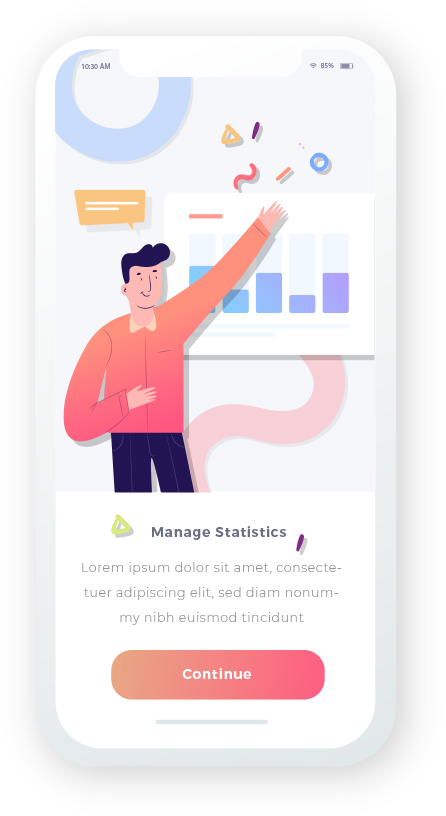 10:30 AM
85%
Manage Statistics
Lorem ipsum dolor sit amet, consecte-
tuer adipiscing elit, sed diam nonum-
my nibh euismod tincidunt
Continue